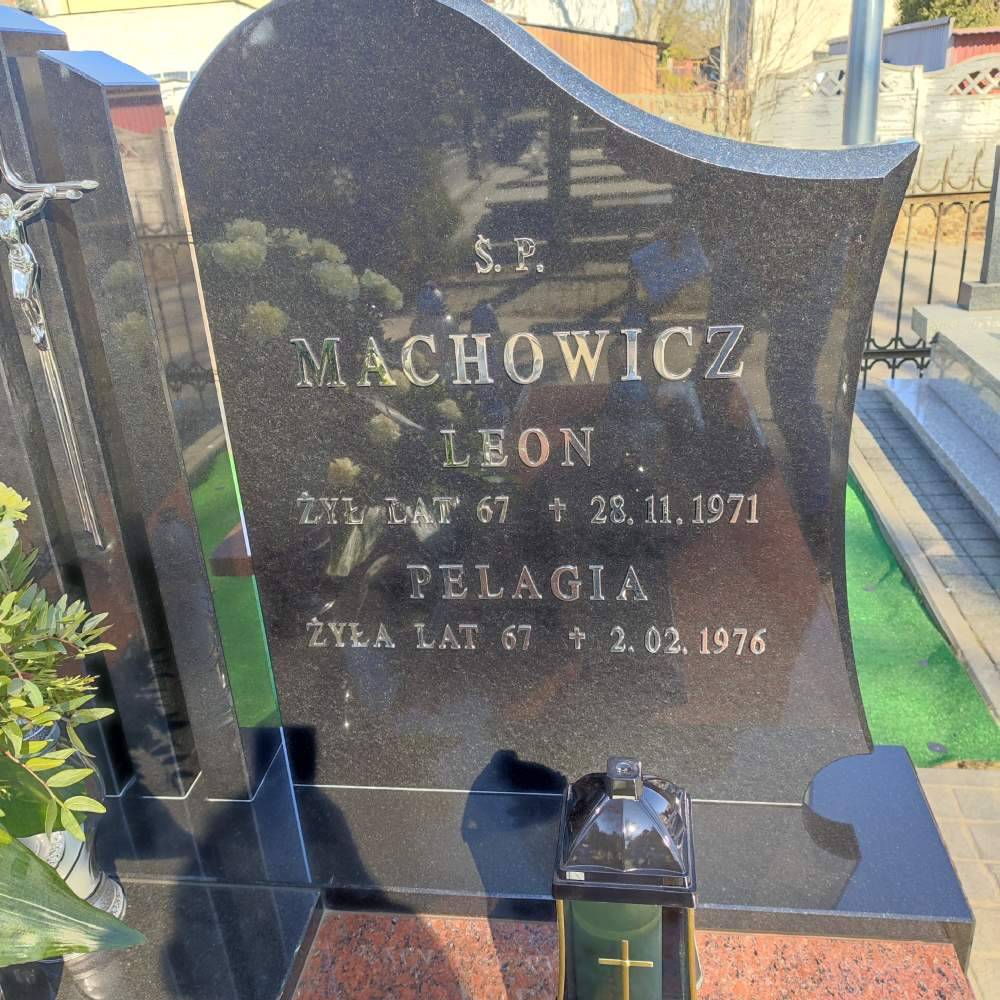 Ś. P.
MACHOWICZ
LEON
ŻYŁ LAT 67 + 28.11.1971
PELAGIA
ŻYŁA LAT 67 + 2.02.1976